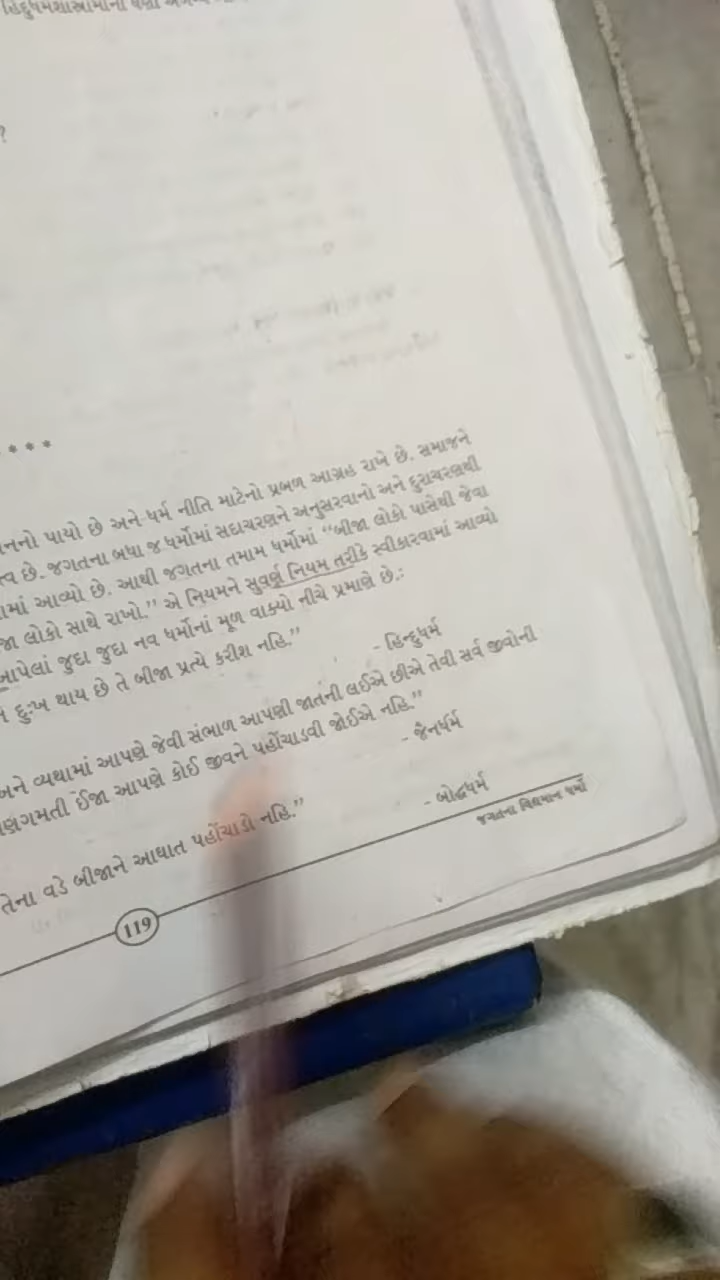 ?
* * * *
પાયો છે અને ધર્મ નીતિ માટેનો પ્રબળ આગ્રહ રાખે છે. સમાજને
છે. જગતના બધા જ ધર્મોમાં સદાચરણને અનુસરવાનો અને દુરાચરણથી
આવ્યો છે. આથી જગતના તમામ ધર્મોમાં “બીજા લોકો પાસેથી જેવા
લોકો સાથે રાખો.” એ નિયમને સુવર્ણ નિયમ તરીકે સ્વીકારવામાં આવ્યો
આપેલાં જુદા જુદા નવ ધર્મોનાં મૂળ વાક્યો નીચે પ્રમાણે છે.:
દુઃખ થાય છે તે બીજા પ્રત્યે કરીશ નહિ.”
- હિન્દુધર્મ
અને વ્યથામાં આપણે જેવી સંભાળ આપણી જાતની લઈએ છીએ તેવી સર્વ જીવોની
ઈજા આપણે કોઈ જીવને પહોંચાડવી જોઈએ નહિ.”
- જૈનધર્મ
તેના વડે બીજાને આઘાત પહોંચાડો નહિ.”
- બોદ્ધધર્મ
જગતના વિદ્યમાન ધર્મો
119